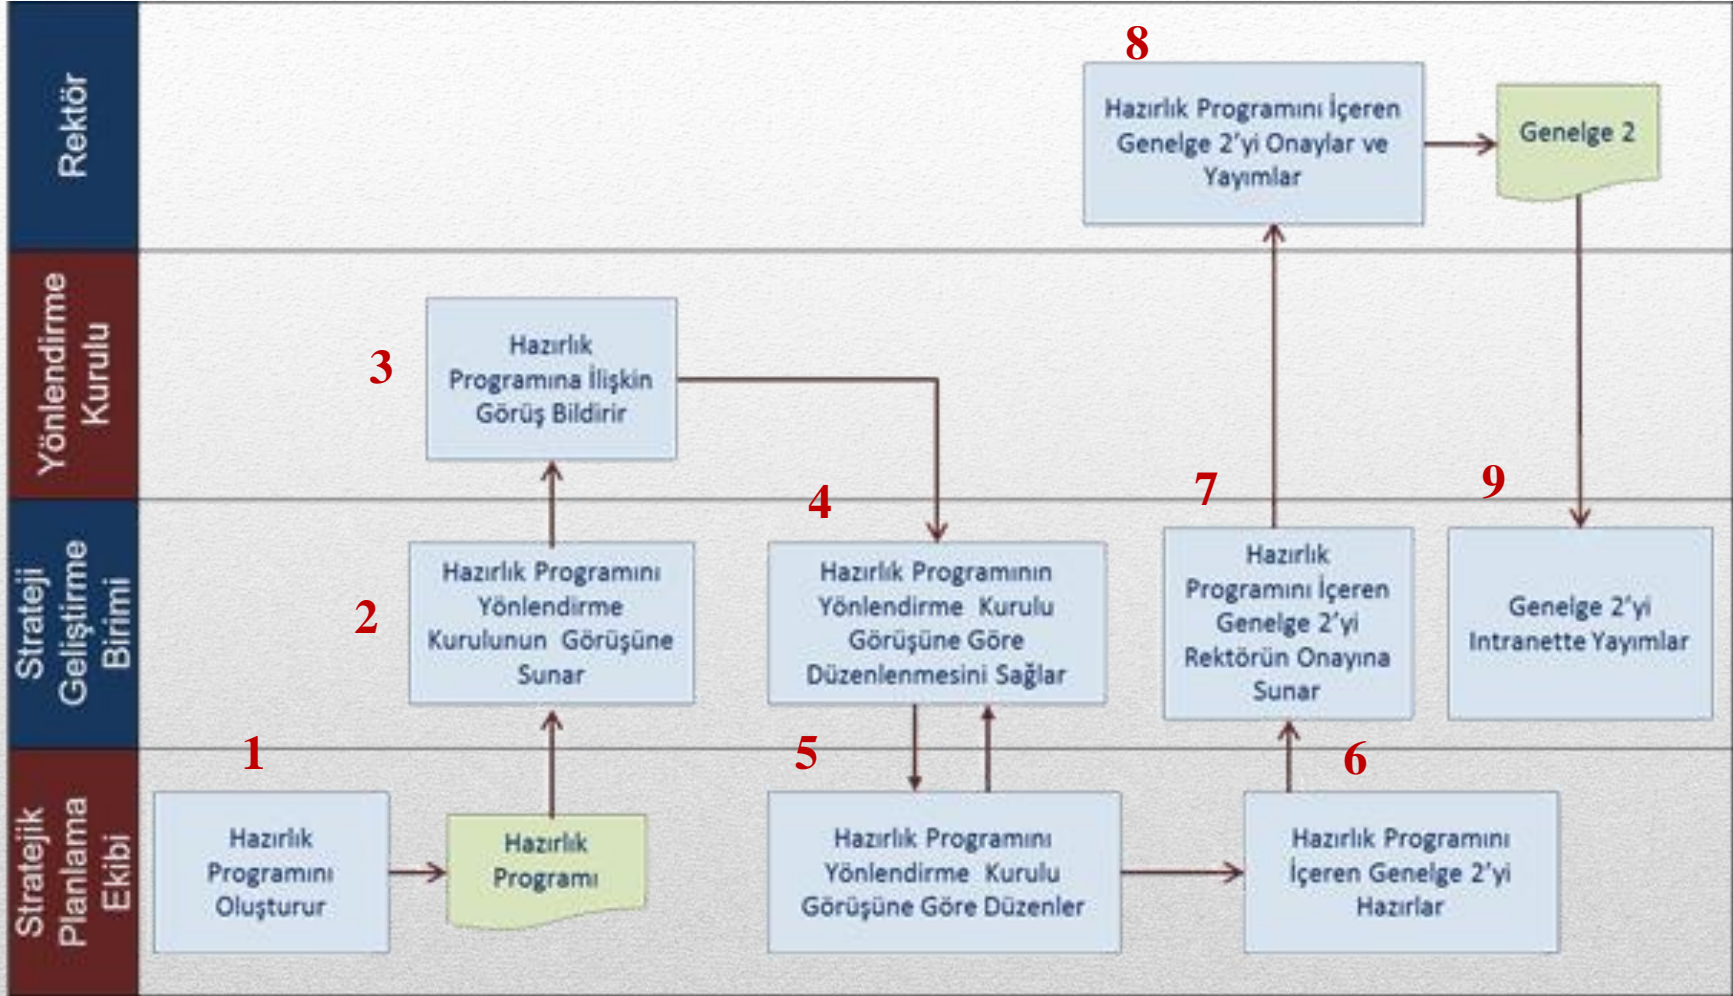 Rektör
8
Hazırlık Programını İçeren
Genelge 2'yi Onaylar ve
Yayımlar
Genelge 2
Yönlendirme
Kurulu
3
Hazırlık
Programına İlişkin
Görüş Bildirir
Strateji
Geliştirme
Birimi
2
Hazırlık Programını
Yönlendirme
Kurulunun Görüşüne
Sunar
4
Hazırlık Programının
Yönlendirme Kurulu
Görüşüne Göre
Düzenlenmesini Sağlar
7
Hazırlık
Programını İçeren
Genelge 2'yi
Rektörün Onayına
Sunar
9
Genelge 2'yi
Intranette Yayımlar
Stratejik
Planlama
Ekibi
1
Hazırlık
Programını
Oluşturur
Hazırlık
Programı
5
Hazırlık Programını
Yönlendirme Kurulu
Görüşüne Göre Düzenler
6
Hazırlık Programını
İçeren Genelge 2'yi
Hazırlar